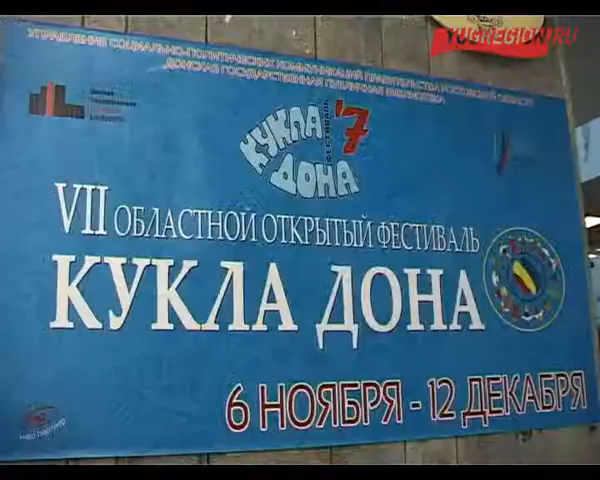 YUGREGION.RU
УПРАВЛЕНИЕ СОЦИАЛЬНО-ПОЛИТИЧЕСКИХ КОММУНИКАЦИЙ ПРАВИТЕЛЬСТВА РОСТОВСКОЙ ОБЛАСТИ
ДОНСКАЯ ГОСУДАРСТВЕННАЯ ПУБЛИЧНАЯ БИБЛИОТЕКА
КУКЛА
ДОНА
ФЕСТИВАЛЬ
'7
VII ОБЛАСТНОЙ ОТКРЫТЫЙ ФЕСТИВАЛЬ
КУКЛА ДОНА
6 НОЯБРЯ - 12 ДЕКАБРЯ